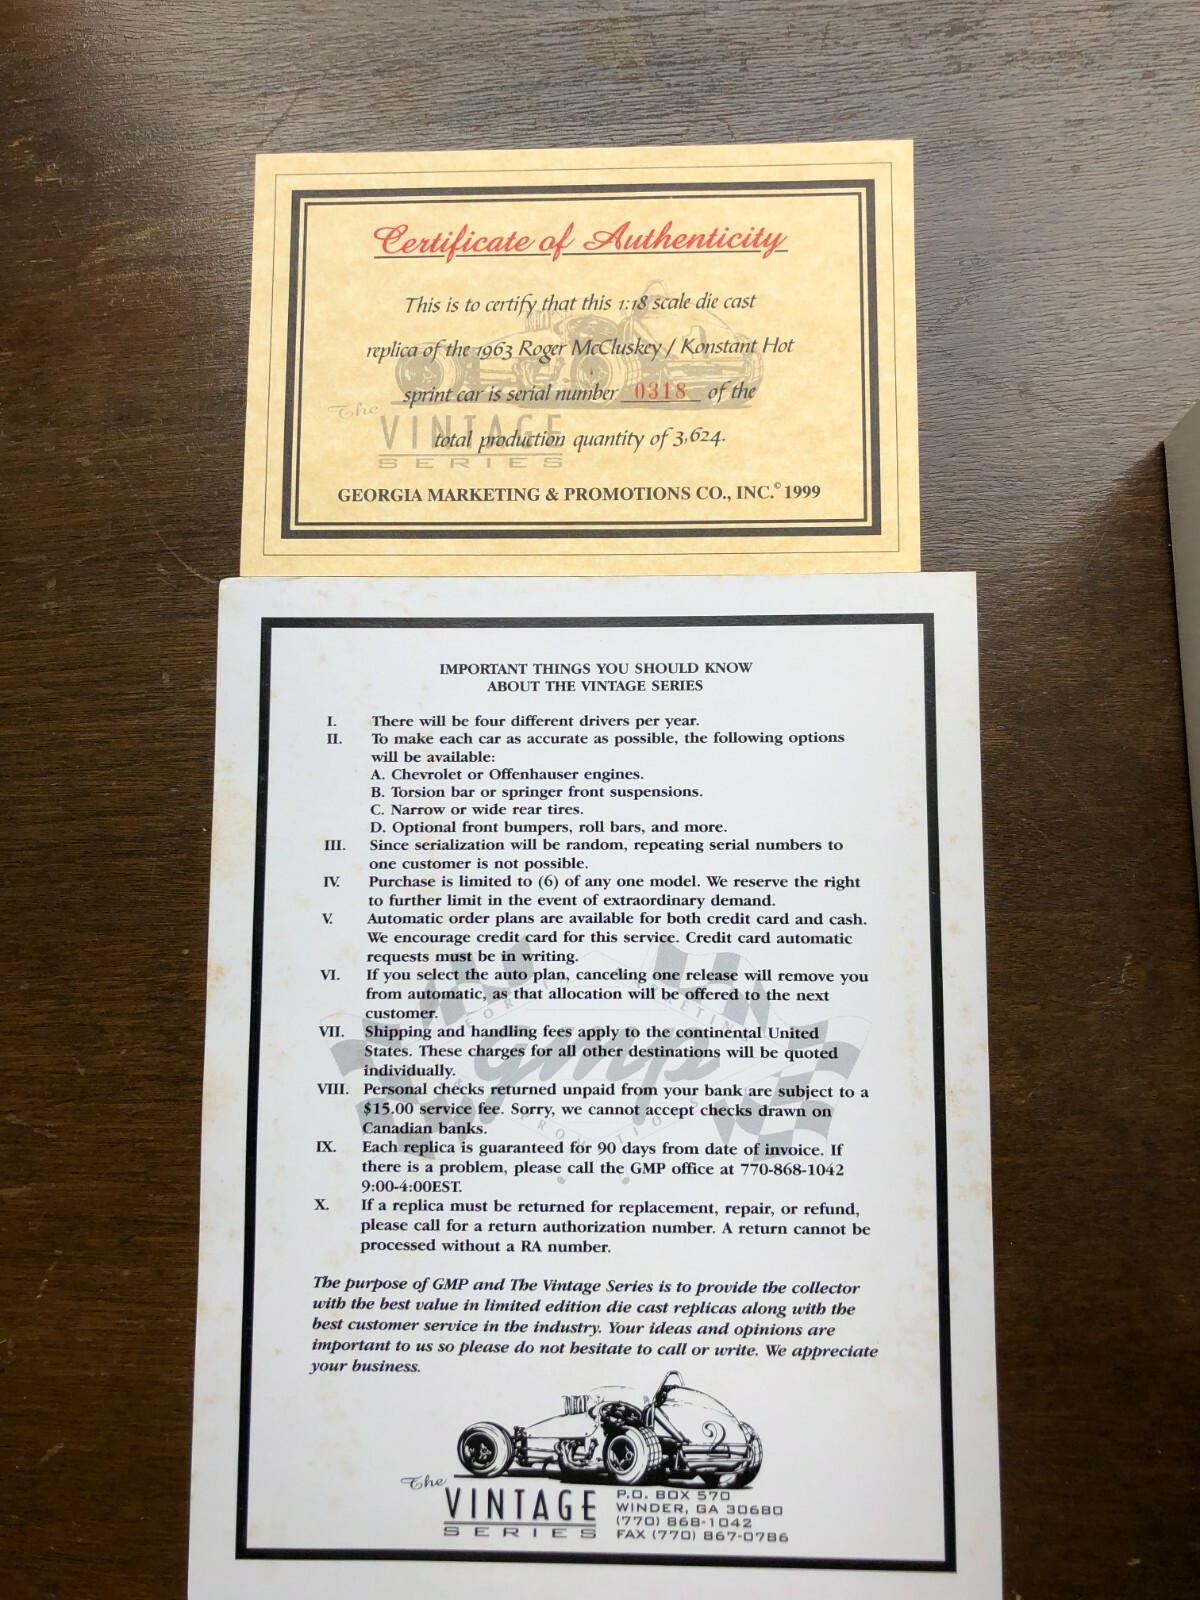 Certificate of Authenticity
This is to certify that this 1:18 scale die cast
replica of the 1963 Roger McCluskey / Konstant Hot
sprint car is serial number 0318 of the
total production quantity of 3,624.
The
VINTAGE
SERIES
GEORGIA MARKETING & PROMOTIONS CO., INC.© 1999
IMPORTANT THINGS YOU SHOULD KNOW
ABOUT THE VINTAGE SERIES
I. There will be four different drivers per year.
II. To make each car as accurate as possible, the following options
will be available:
A. Chevrolet or Offenhauser engines.
B. Torsion bar or springer front suspensions.
C. Narrow or wide rear tires.
D. Optional front bumpers, roll bars, and more.
III. Since serialization will be random, repeating serial numbers to
one customer is not possible.
IV. Purchase is limited to (6) of any one model. We reserve the right
to further limit in the event of extraordinary demand.
V. Automatic order plans are available for both credit card and cash.
We encourage credit card for this service. Credit card automatic
requests must be in writing.
VI. If you select the auto plan, canceling one release will remove you
from automatic, as that allocation will be offered to the next
customer.
VII. Shipping and handling fees apply to the continental United
States. These charges for all other destinations will be quoted
individually.
VIII. Personal checks returned unpaid from your bank are subject to a
$15.00 service fee. Sorry, we cannot accept checks drawn on
Canadian banks.
IX. Each replica is guaranteed for 90 days from date of invoice. If
there is a problem, please call the GMP office at 770-868-1042
9:00-4:00EST.
X. If a replica must be returned for replacement, repair, or refund,
please call for a return authorization number. A return cannot be
processed without a RA number.
gmp
The purpose of GMP and The Vintage Series is to provide the collector
with the best value in limited edition die cast replicas along with the
best customer service in the industry. Your ideas and opinions are
important to us so please do not hesitate to call or write. We appreciate
your business.
2
The
VINTAGE
SERIES
P.O. BOX 570
WINDER, GA 30680
(770) 868-1042
FAX (770) 867-0786